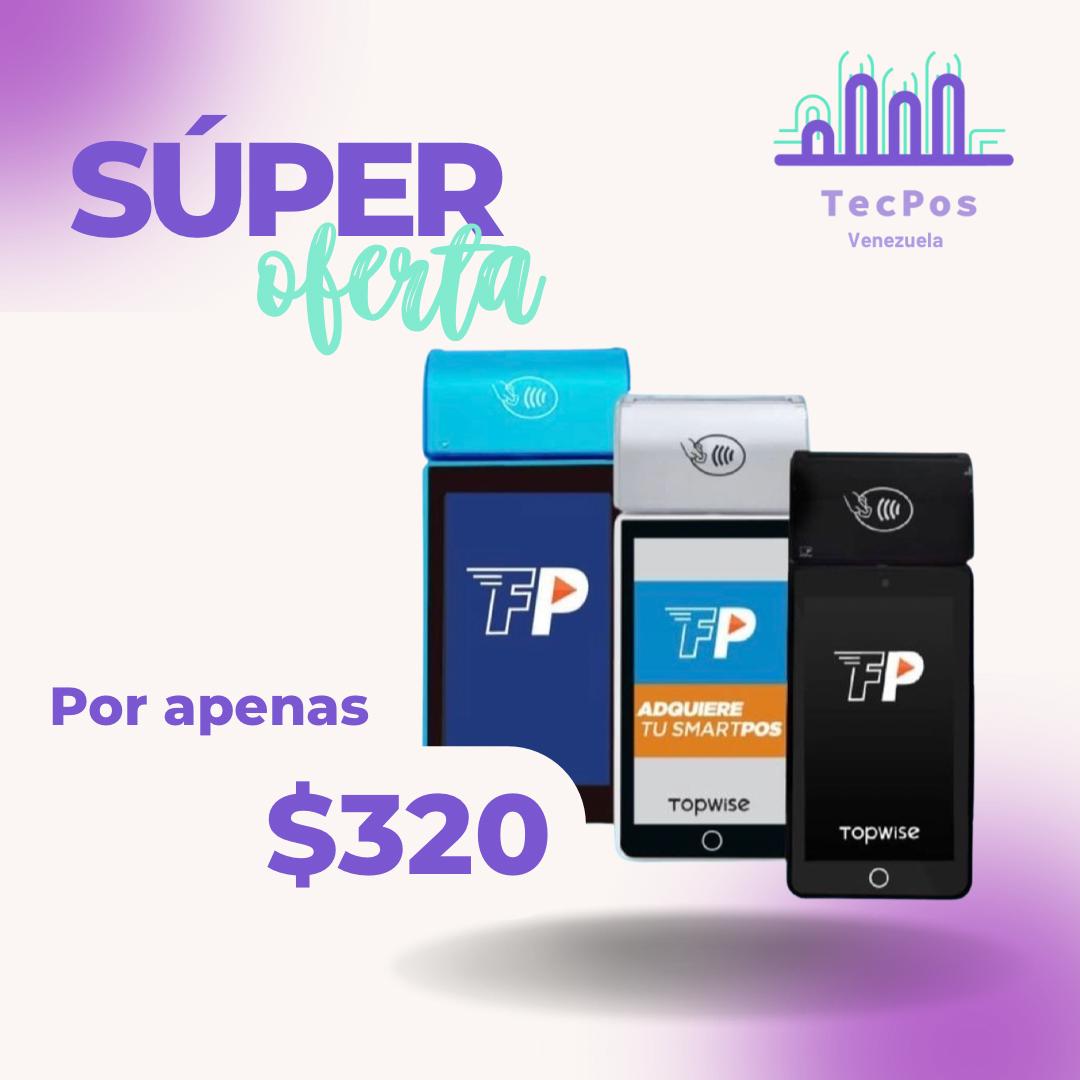 SÚPER
oferta
TecPos
Venezuela
FP
FP
ADQUIERE
TU SMARTPOS
Topwise
FP
Topwise
Por apenas
$320